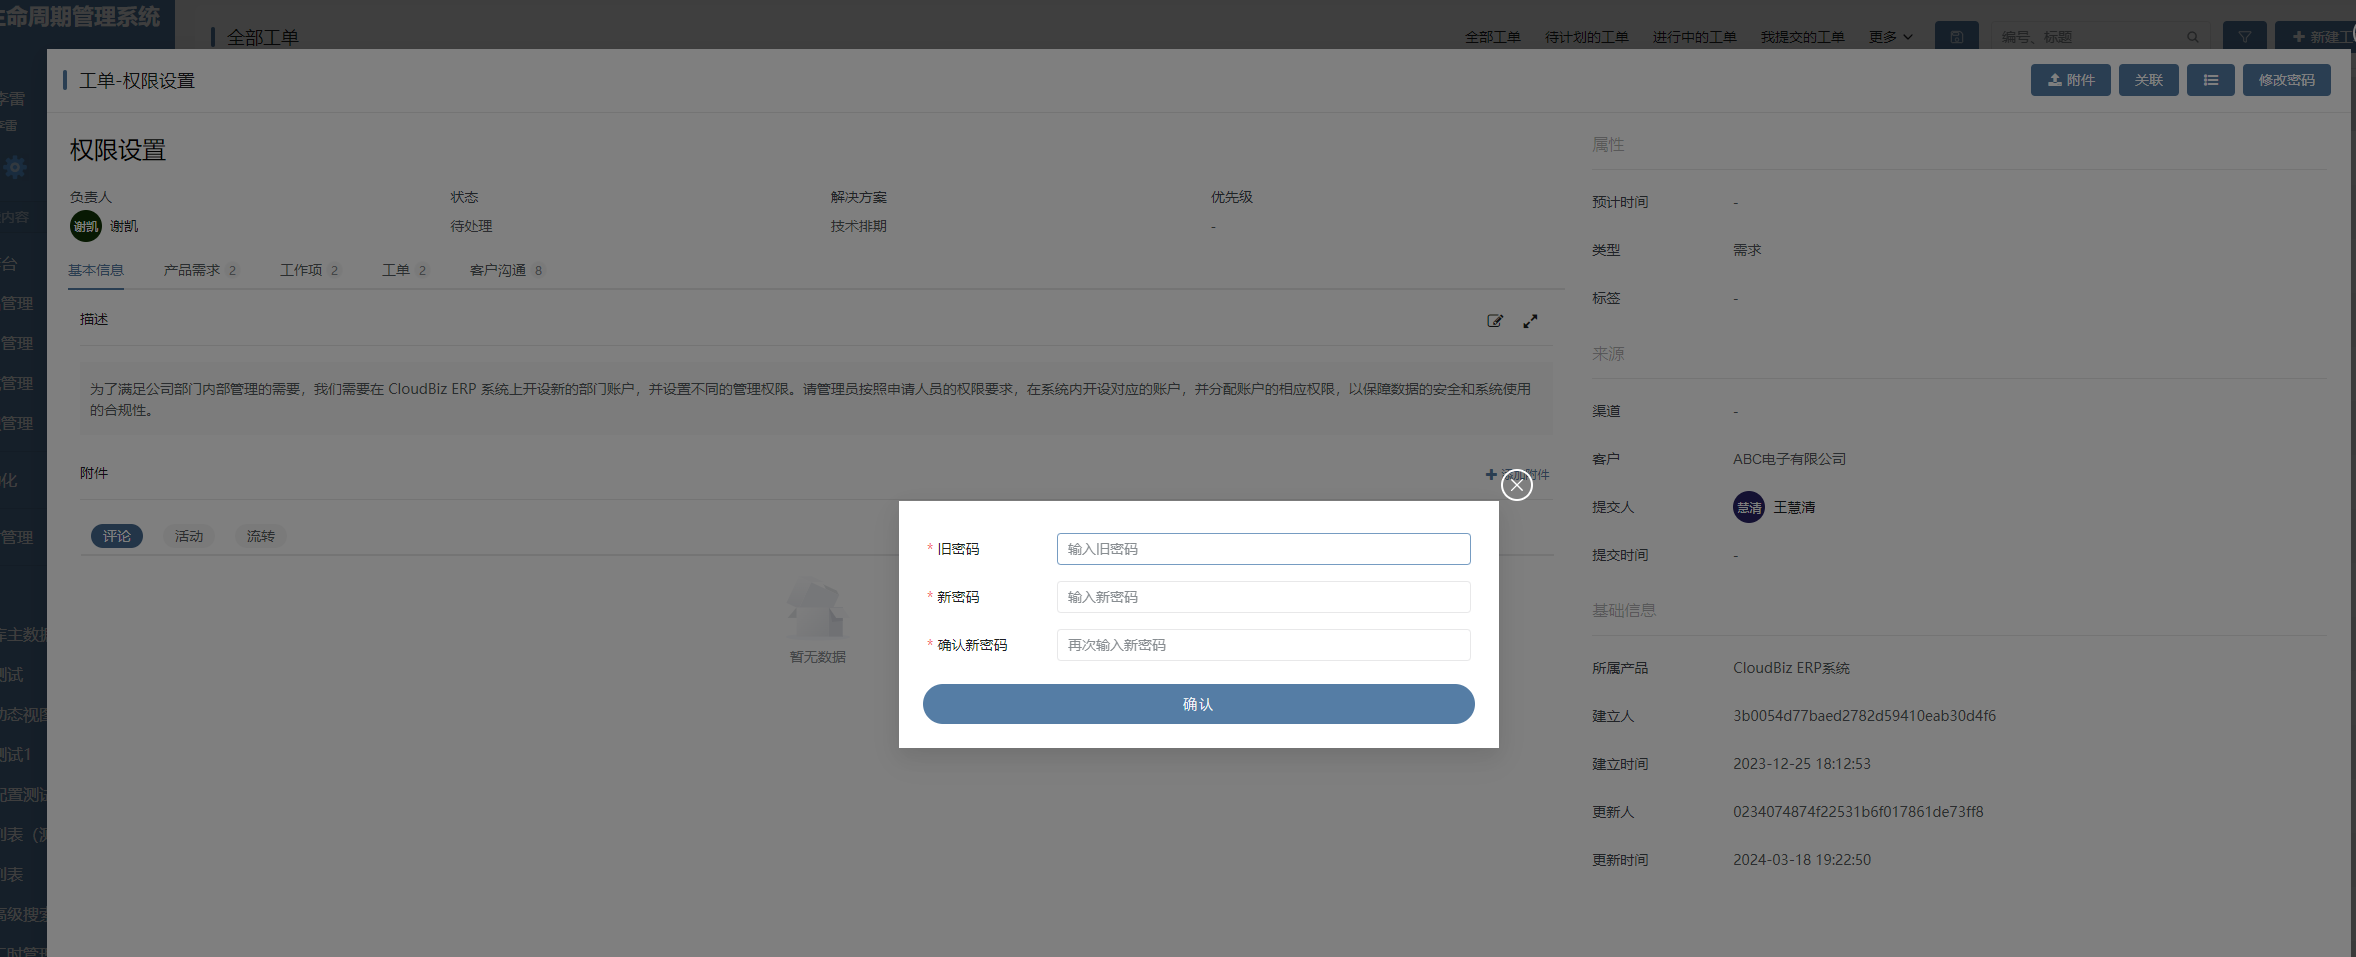 生命周期管理系统
全部工单
全部工单 待计划的工单 进行中的工单 我提交的工单 更多 编号、标题 新建工
工单-权限设置
附件 关联 修改密码
李雷
李雷
内容
台
管理
管理
管理
管理
化
管理
库主数据
测试
动态视图
测试1
配置测试
列表（测
列表
高级搜索
工时管理
权限设置
负责人 状态 解决方案 优先级
谢凯 谢凯 待处理 技术排期 -
基本信息 产品需求 2 工作项 2 工单 2 客户沟通 8
描述
为了满足公司部门内部管理的需要，我们需要在 CloudBiz ERP 系统上开设新的部门账户，并设置不同的管理权限。请管理员按照申请人员的权限要求，在系统内开设对应的账户，并分配账户的相应权限，以保障数据的安全和系统使用
的合规性。
附件 添加附件
评论 活动 流转
暂无数据
* 旧密码 输入旧密码
* 新密码 输入新密码
* 确认新密码 再次输入新密码
确认
属性
预计时间 -
类型 需求
标签 -
来源
渠道 -
客户 ABC电子有限公司
提交人 慧清 王慧清
提交时间 -
基础信息
所属产品 CloudBiz ERP系统
建立人 3b0054d77baed2782d59410eab30d4f6
建立时间 2023-12-25 18:12:53
更新人 0234074874f22531b6f017861de73ff8
更新时间 2024-03-18 19:22:50